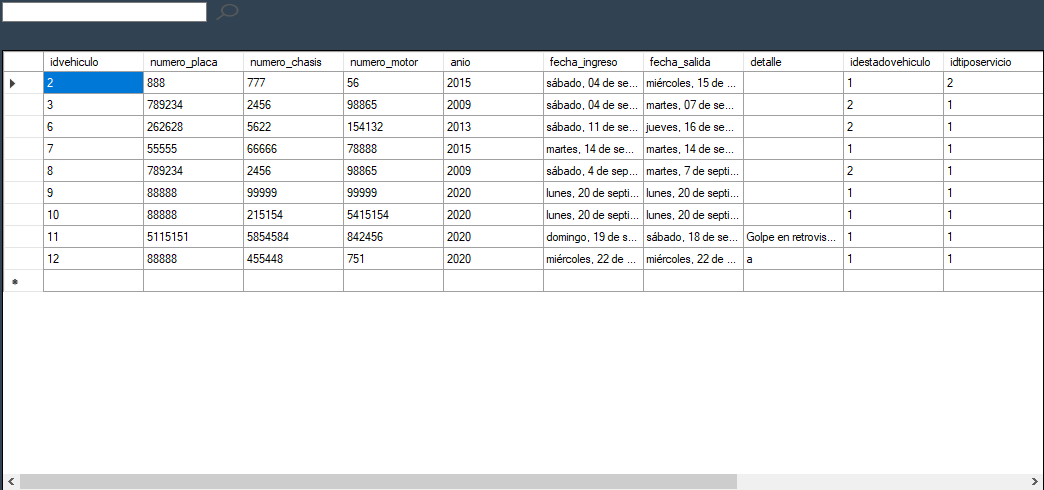 idvehiculo numero_placa numero_chasis numero_motor anio fecha_ingreso fecha_salida detalle idestadovehiculo idtiposervicio
2 888 777 56 2015 sábado, 04 de se... miércoles, 15 de ... 1 2
3 789234 2456 98865 2009 sábado, 04 de se... martes, 07 de se... 2 1
6 262628 5622 154132 2013 sábado, 11 de se... jueves, 16 de se... 2 1
7 55555 66666 78888 2015 martes, 14 de se... martes, 14 de se... 1 1
8 789234 2456 98865 2009 sábado, 4 de sep... martes, 7 de septi... 2 1
9 88888 99999 99999 2020 lunes, 20 de septi... lunes, 20 de septi... 1 1
10 88888 215154 5415154 2020 lunes, 20 de septi... lunes, 20 de septi... 1 1
11 5115151 5854584 842456 2020 domingo, 19 de s... sábado, 18 de se... Golpe en retrovis... 1 1
12 88888 455448 751 2020 miércoles, 22 de ... miércoles, 22 de ... a 1 1